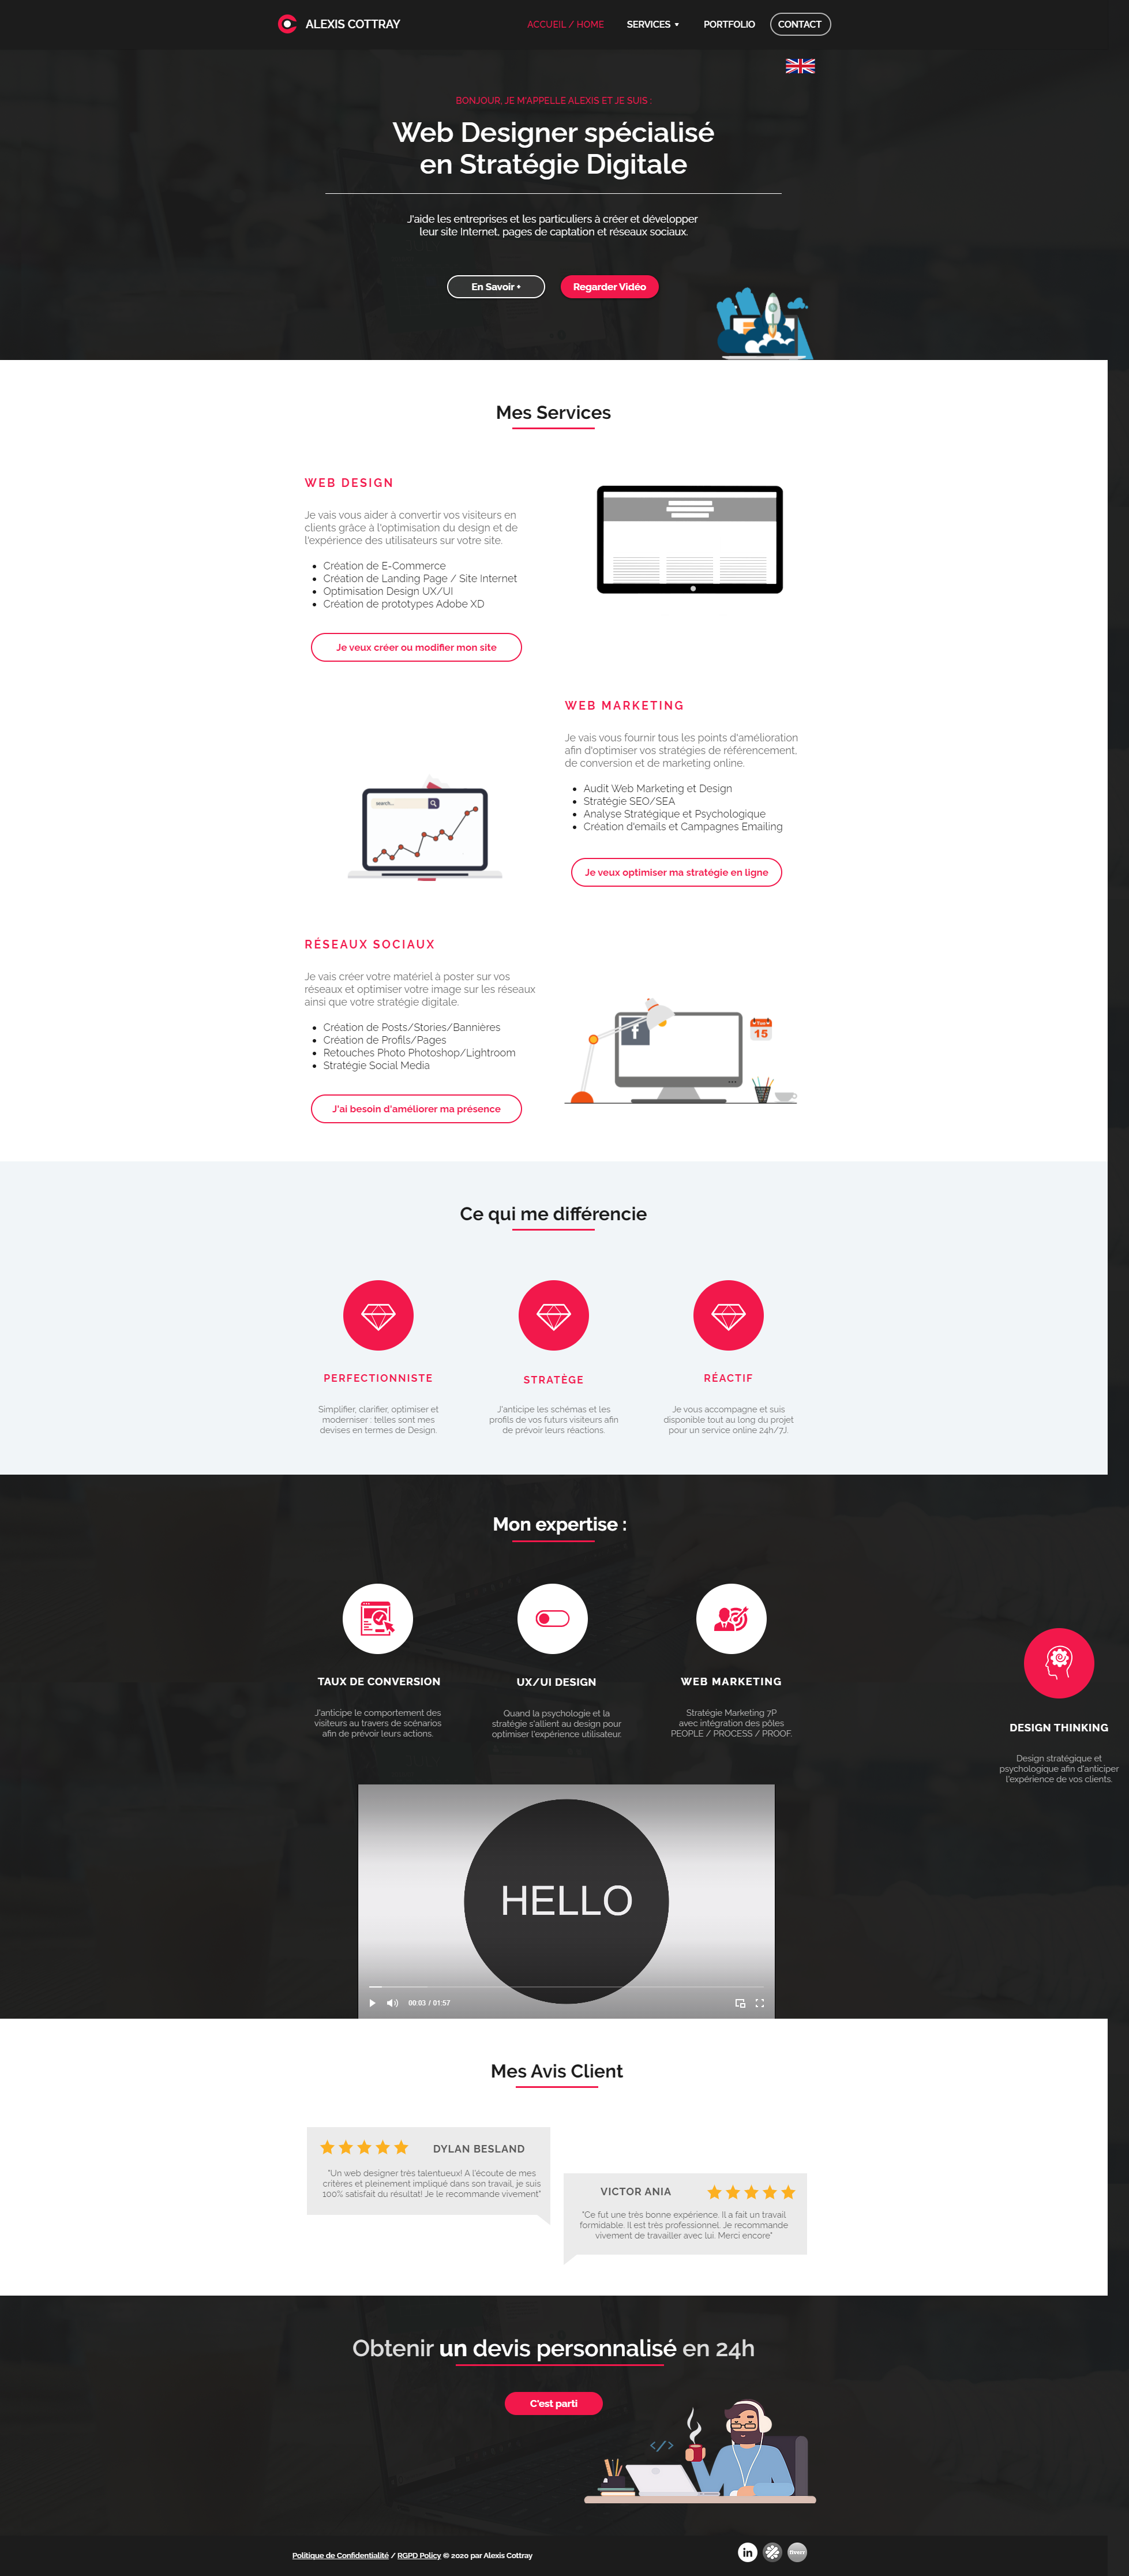 ALEXIS COTTRAY
ACCUEIL / HOME
SERVICES
PORTFOLIO
CONTACT
BONJOUR, JE M'APPELLE ALEXIS ET JE SUIS :
Web Designer spécialisé
en Stratégie Digitale
J'aide les entreprises et les particuliers à créer et développer
leur site Internet, pages de captation et réseaux sociaux.
En Savoir +
Regarder Vidéo
Mes Services
WEB DESIGN
Je vais vous aider à convertir vos visiteurs en
clients grâce à l'optimisation du design et de
l'expérience des utilisateurs sur votre site.
Création de E-Commerce
Création de Landing Page / Site Internet
Optimisation Design UX/UI
Création de prototypes Adobe XD
Je veux créer ou modifier mon site
WEB MARKETING
Je vais vous fournir tous les points d'amélioration
afin d'optimiser vos stratégies de référencement,
de conversion et de marketing online.
Audit Web Marketing et Design
Stratégie SEO/SEA
Analyse Stratégique et Psychologique
Création d'emails et Campagnes Emailing
Je veux optimiser ma stratégie en ligne
search...
RÉSEAUX SOCIAUX
Je vais créer votre matériel à poster sur vos
réseaux et optimiser votre image sur les réseaux
ainsi que votre stratégie digitale.
Création de Posts/Stories/Bannières
Création de Profils/Pages
Retouches Photo Photoshop/Lightroom
Stratégie Social Media
J'ai besoin d'améliorer ma présence
f
15
Ce qui me différencie
PERFECTIONNISTE
Simplifier, clarifier, optimiser et
moderniser : telles sont mes
devises en termes de Design.
STRATÈGE
J'anticipe les schémas et les
profils de vos futurs visiteurs afin
de prévoir leurs réactions.
RÉACTIF
Je vous accompagne et suis
disponible tout au long du projet
pour un service online 24h/7J.
Mon expertise :
TAUX DE CONVERSION
J'anticipe le comportement des
visiteurs au travers de scénarios
afin de prévoir leurs actions.
UX/UI DESIGN
Quand la psychologie et la
stratégie s'allient au design pour
optimiser l'expérience utilisateur.
WEB MARKETING
Stratégie Marketing 7P
avec intégration des pôles
PEOPLE / PROCESS / PROOF.
DESIGN THINKING
Design stratégique et
psychologique afin d'anticiper
l'expérience de vos clients.
HELLO
00:03 / 01:57
Mes Avis Client
DYLAN BESLAND
"Un web designer très talentueux! A l'écoute de mes
critères et pleinement impliqué dans son travail, je suis
100% satisfait du résultat! Je le recommande vivement"
VICTOR ANIA
"Ce fut une très bonne expérience. Il a fait un travail
formidable. Il est très professionnel. Je recommande
vivement de travailler avec lui. Merci encore"
Obtenir un devis personnalisé en 24h
C'est parti
</>
Politique de Confidentialité / RGPD Policy © 2020 par Alexis Cottray
in
fiverr